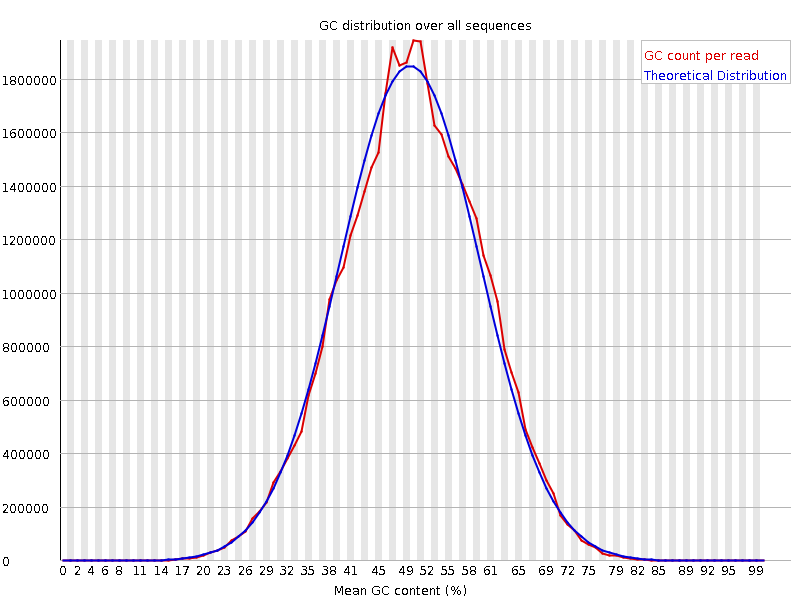 GC distribution over all sequences
GC count per read
Theoretical Distribution
1800000
1600000
1400000
1200000
1000000
800000
600000
400000
200000
0
0 2 4 6 8 11 14 17 20 23 26 29 32 35 38 41 45 49 52 55 58 61 65 69 72 75 79 82 85 89 92 95 99
Mean GC content (%)